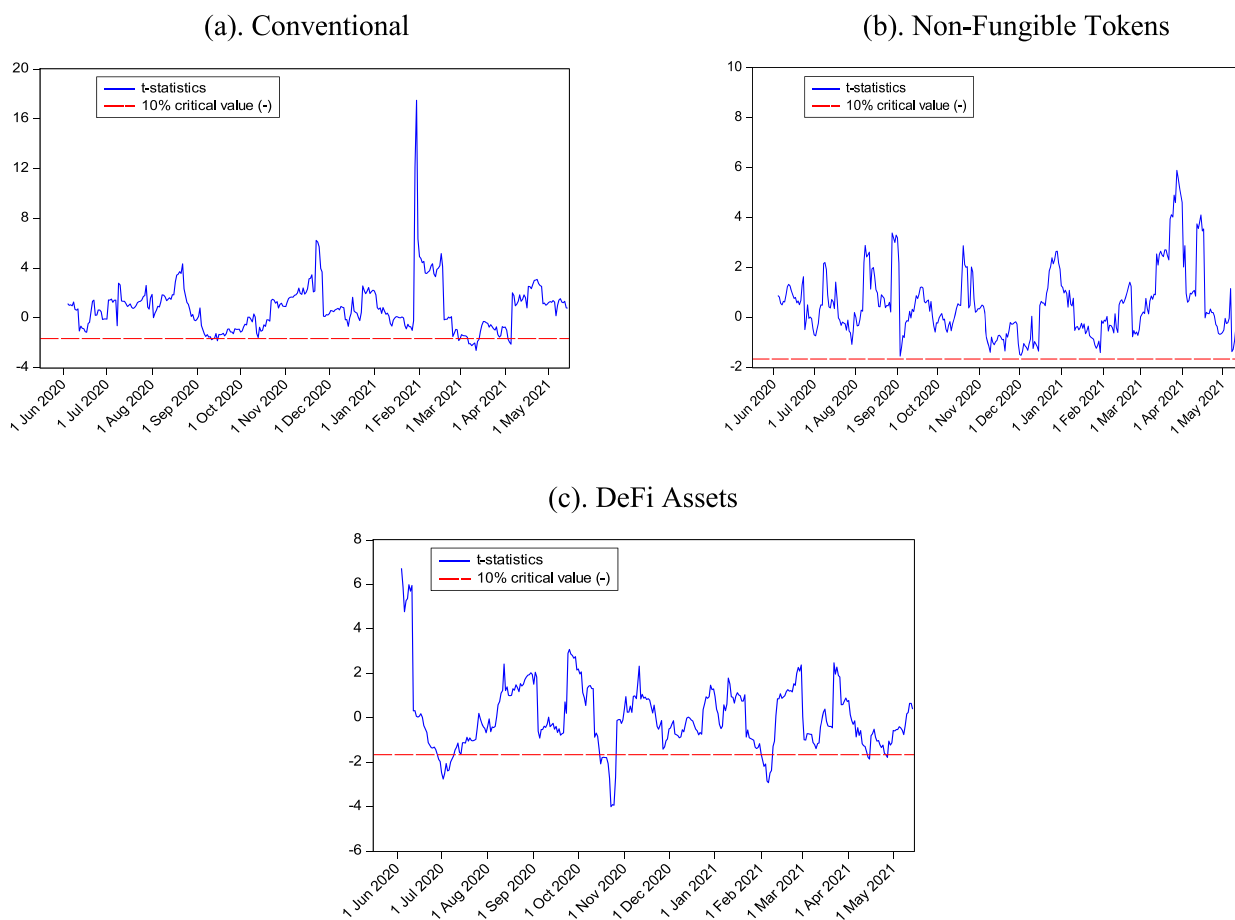 (a). Conventional
20
16
12
8
4
0
-4
t-statistics
10% critical value (-)
1 Jun 2020
1 Jul 2020
1 Aug 2020
1 Sep 2020
1 Oct 2020
1 Nov 2020
1 Dec 2020
1 Jan 2021
1 Feb 2021
1 Mar 2021
1 Apr 2021
1 May 2021
(b). Non-Fungible Tokens
10
8
6
4
2
0
-2
t-statistics
10% critical value (-)
1 Jun 2020
1 Jul 2020
1 Aug 2020
1 Sep 2020
1 Oct 2020
1 Nov 2020
1 Dec 2020
1 Jan 2021
1 Feb 2021
1 Mar 2021
1 Apr 2021
1 May 2021
(c). DeFi Assets
8
6
4
2
0
-2
-4
-6
t-statistics
10% critical value (-)
1 Jun 2020
1 Jul 2020
1 Aug 2020
1 Sep 2020
1 Oct 2020
1 Nov 2020
1 Dec 2020
1 Jan 2021
1 Feb 2021
1 Mar 2021
1 Apr 2021
1 May 2021